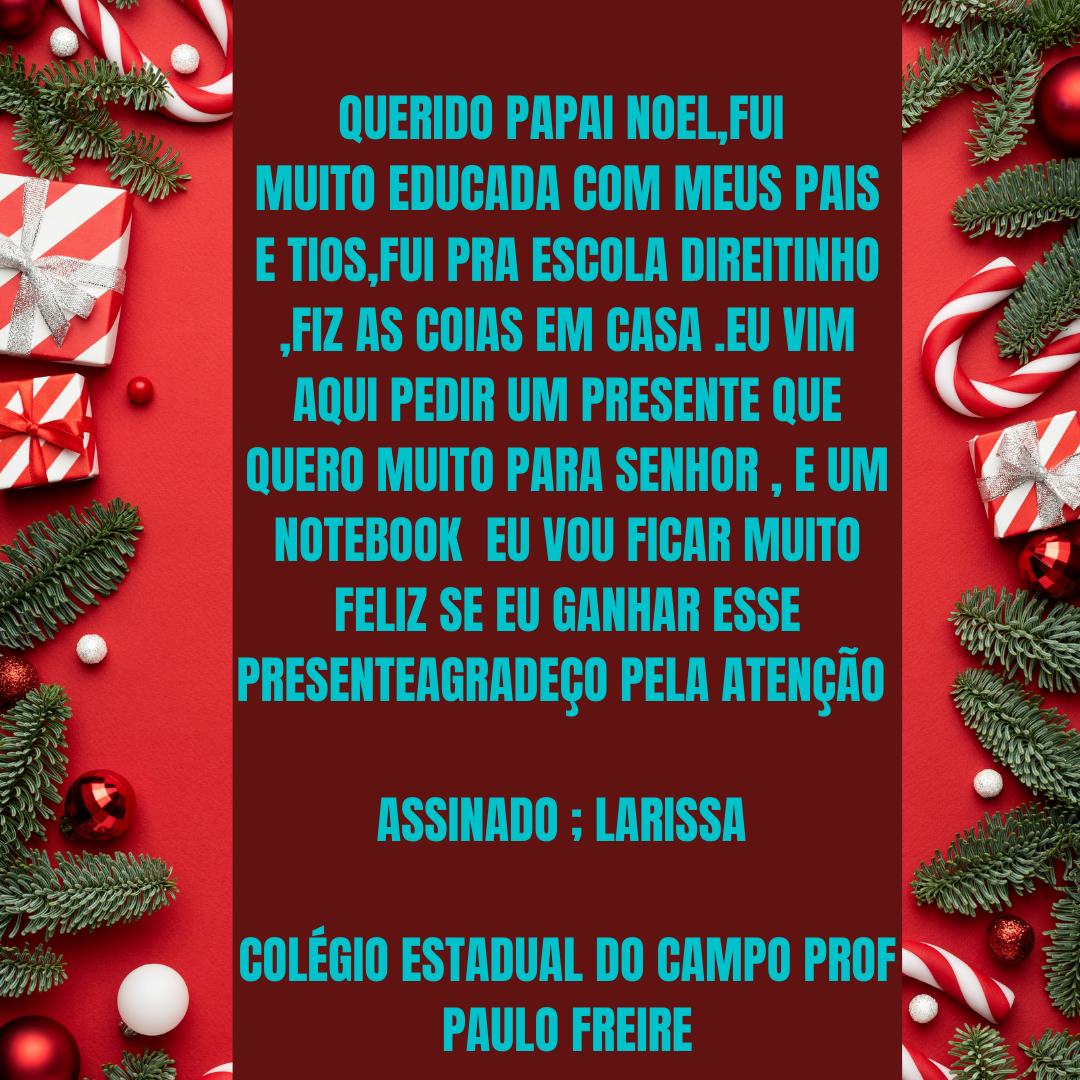 QUERIDO PAPAI NOEL,FUI
MUITO EDUCADA COM MEUS PAIS
E TIOS,FUI PRA ESCOLA DIREITINHO
,FIZ AS COIAS EM CASA .EU VIM
AQUI PEDIR UM PRESENTE QUE
QUERO MUITO PARA SENHOR , E UM
NOTEBOOK  EU VOU FICAR MUITO
FELIZ SE EU GANHAR ESSE
PRESENTEAGRADEÇO PELA ATENÇÃO
ASSINADO ; LARISSA
COLÉGIO ESTADUAL DO CAMPO PROF
PAULO FREIRE